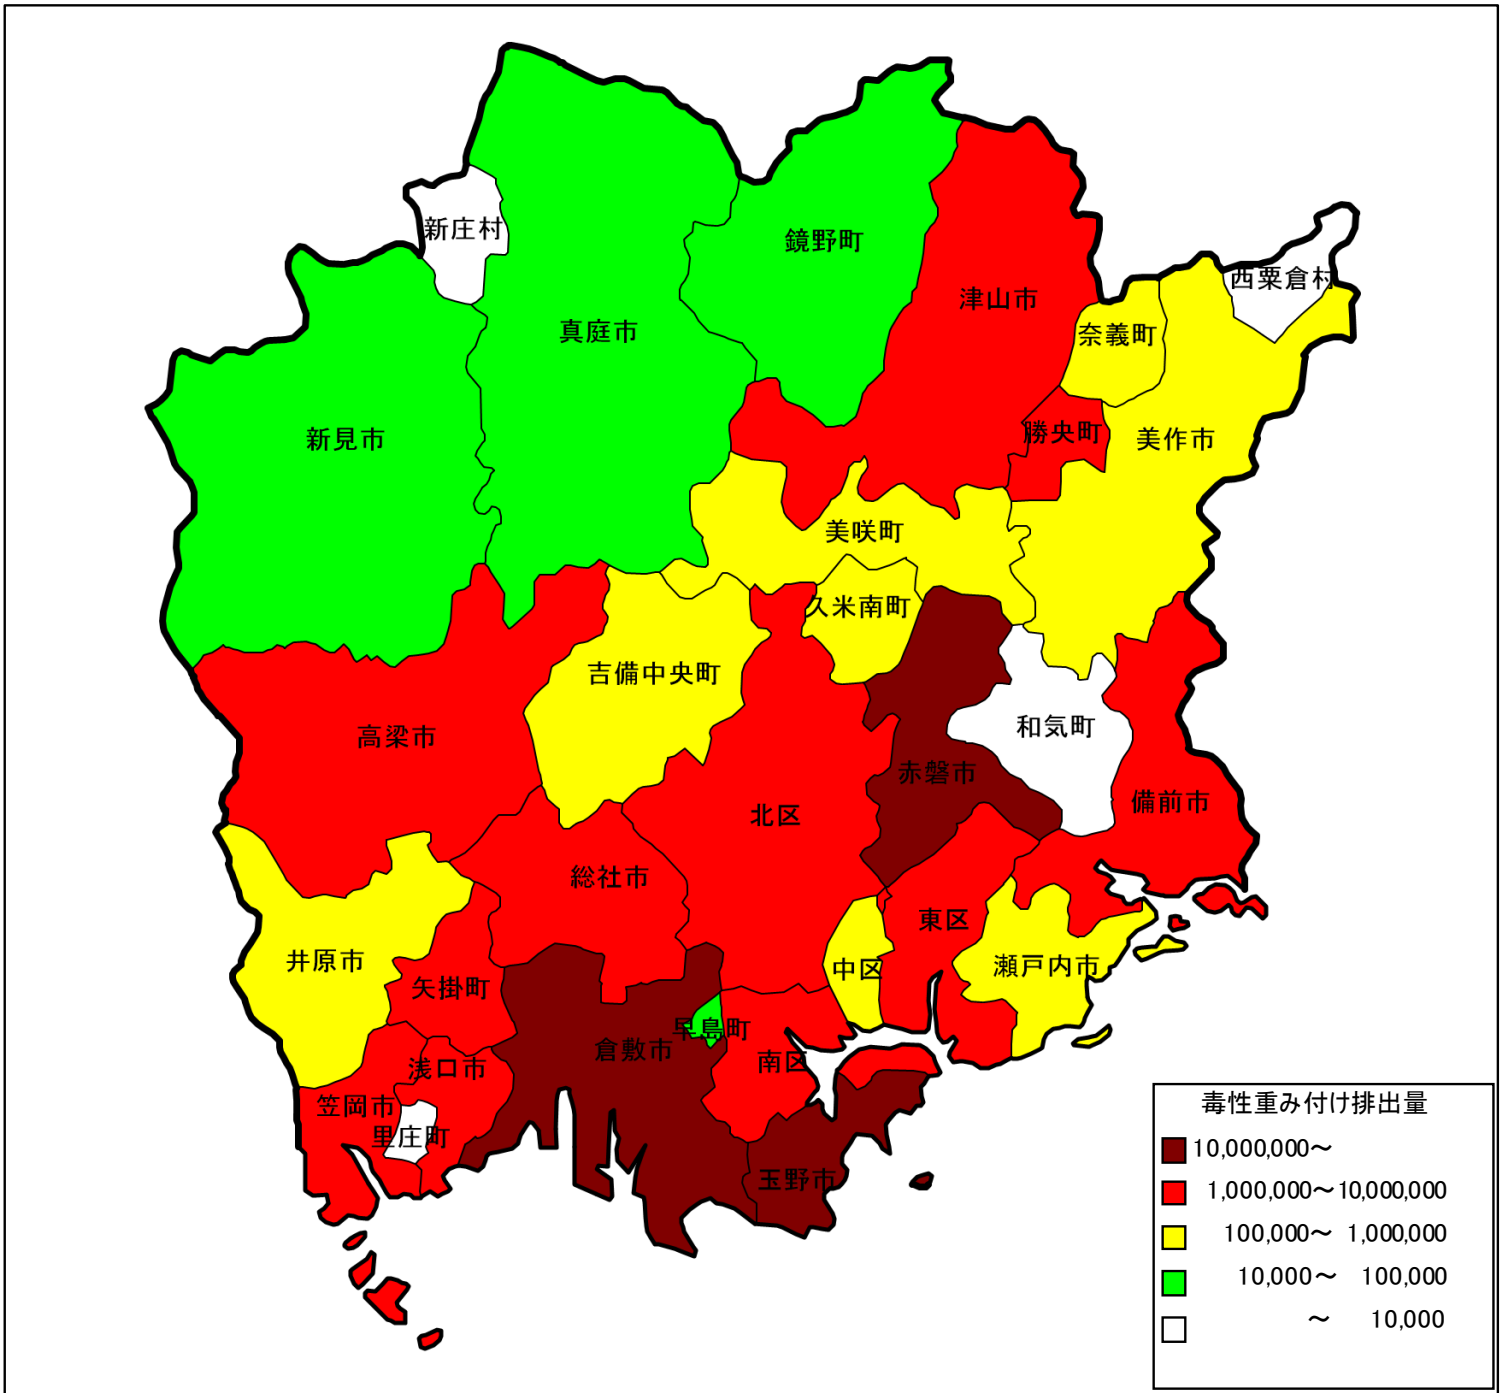 新庄村
鏡野町
西粟倉村
津山市
真庭市
奈義町
新見市
勝央町
美作市
美咲町
久米南町
吉備中央町
和気町
高梁市
赤磐市
備前市
北区
総社市
東区
井原市
中区
瀬戸内市
矢掛町
早島町
倉敷市
南区
浅口市
笠岡市
里庄町
玉野市
毒性重み付け排出量
10,000,000～
1,000,000～10,000,000
100,000～ 1,000,000
10,000～ 100,000
～ 10,000